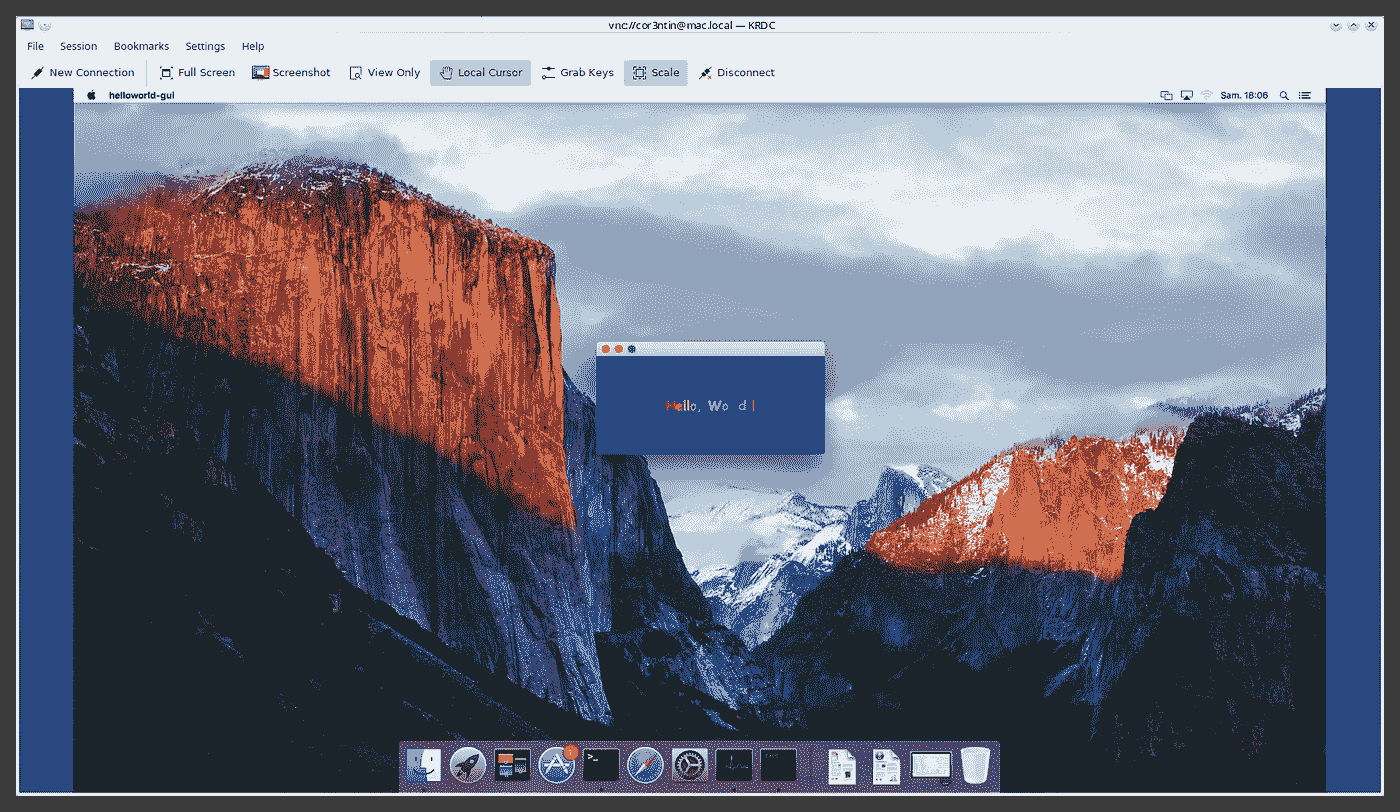 vnc://cor3ntin@mac.local — KRDC
File Session Bookmarks Settings Help
New Connection Full Screen Screenshot View Only Local Cursor Grab Keys Scale Disconnect
helloworld-gui Sam. 18:06
Hello, Wo d !
1
>_